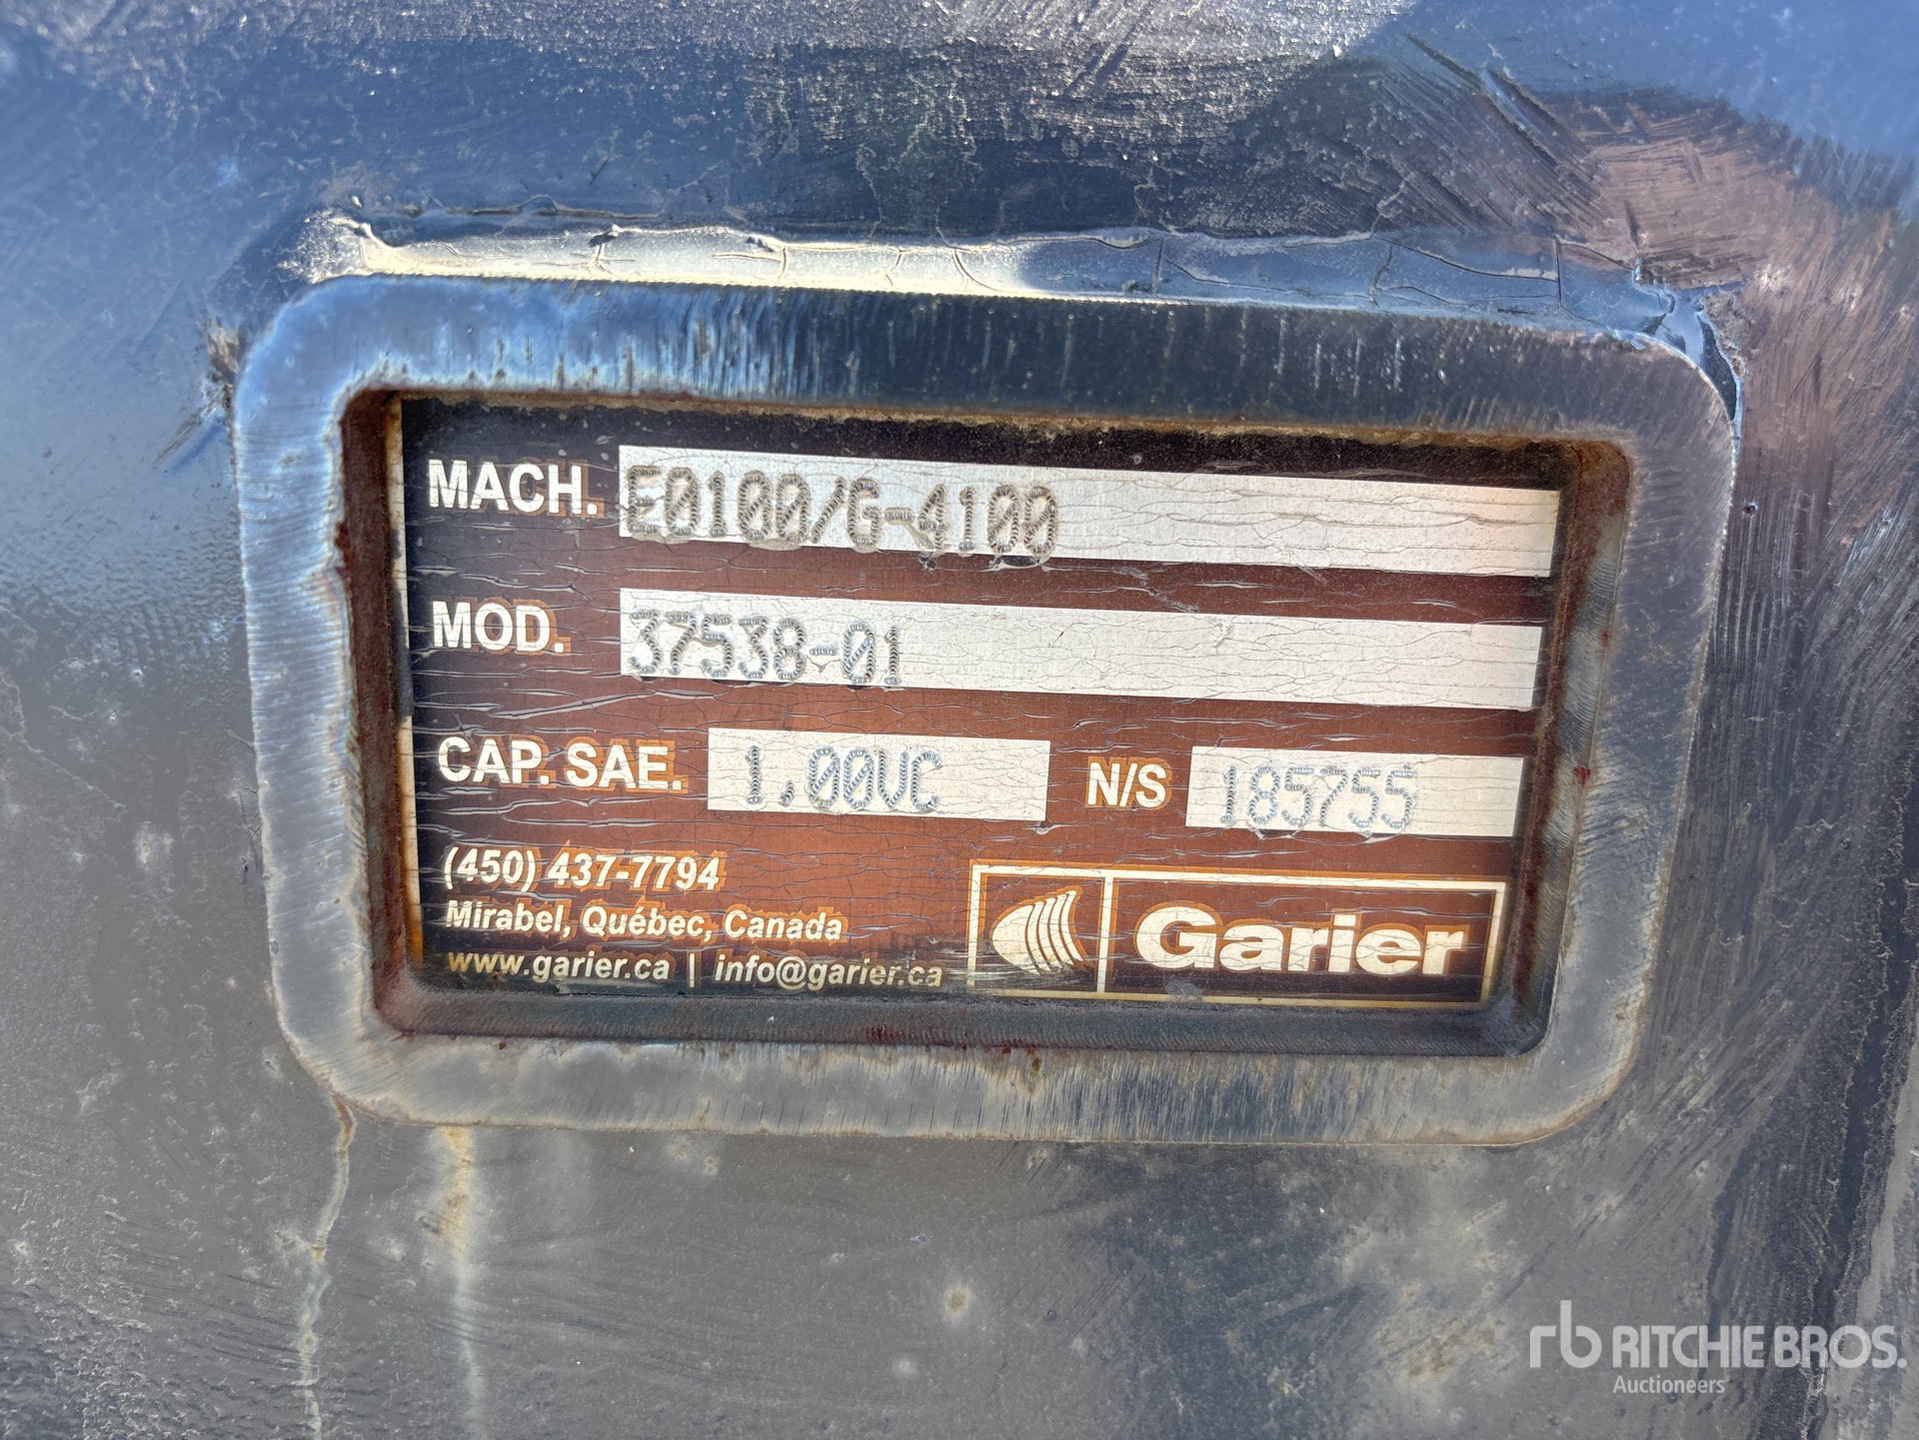 MACH. E0100/G-4100
MOD. 37538-01
CAP. SAE. 1.00VC N/S 185755
(450) 437-7794
Mirabel, Québec, Canada
www.garier.ca | info@garier.ca
Garier
rb RITCHIE BROS.
Auctioneers